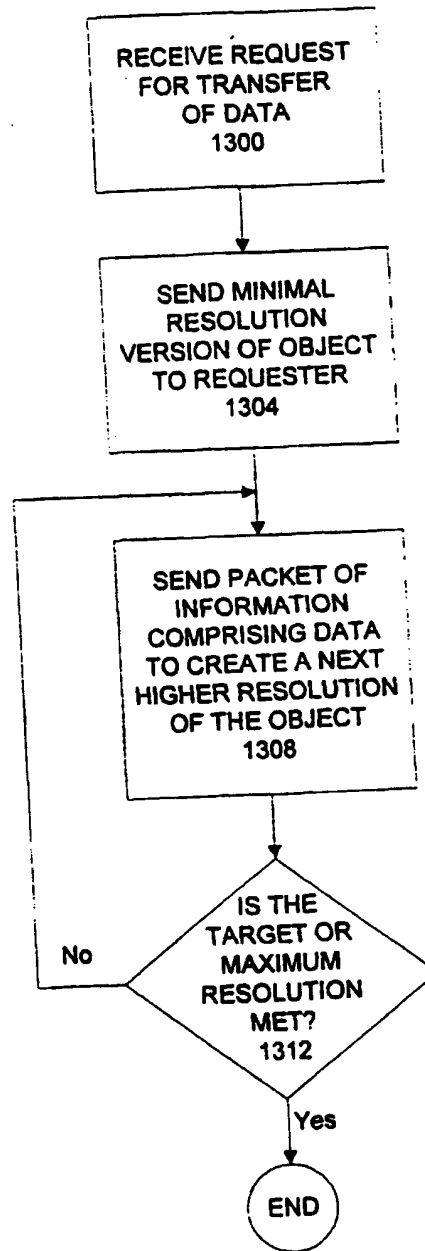 RECEIVE REQUEST
FOR TRANSFER
OF DATA
1300
SEND MINIMAL
RESOLUTION
VERSION OF OBJECT
TO REQUESTER
1304
SEND PACKET OF
INFORMATION
COMPRISING DATA
TO CREATE A NEXT
HIGHER RESOLUTION
OF THE OBJECT
1308
IS THE
TARGET OR
MAXIMUM
RESOLUTION
MET?
1312
No
Yes
END